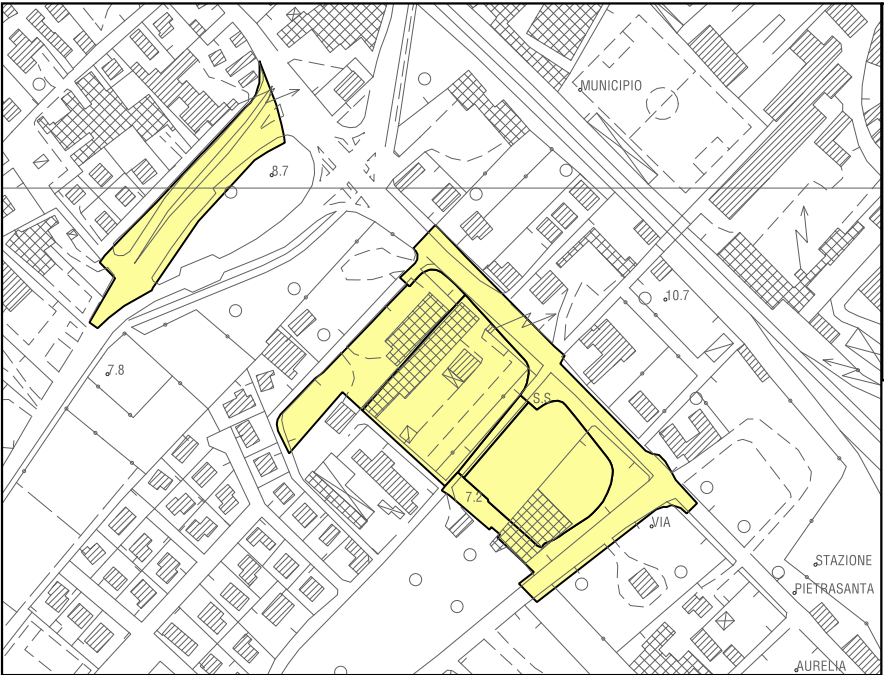 MUNICIPIO
8.7
10.7
7.8
S.S.
7.2
VIA
STAZIONE
PIETRASANTA
AURELIA